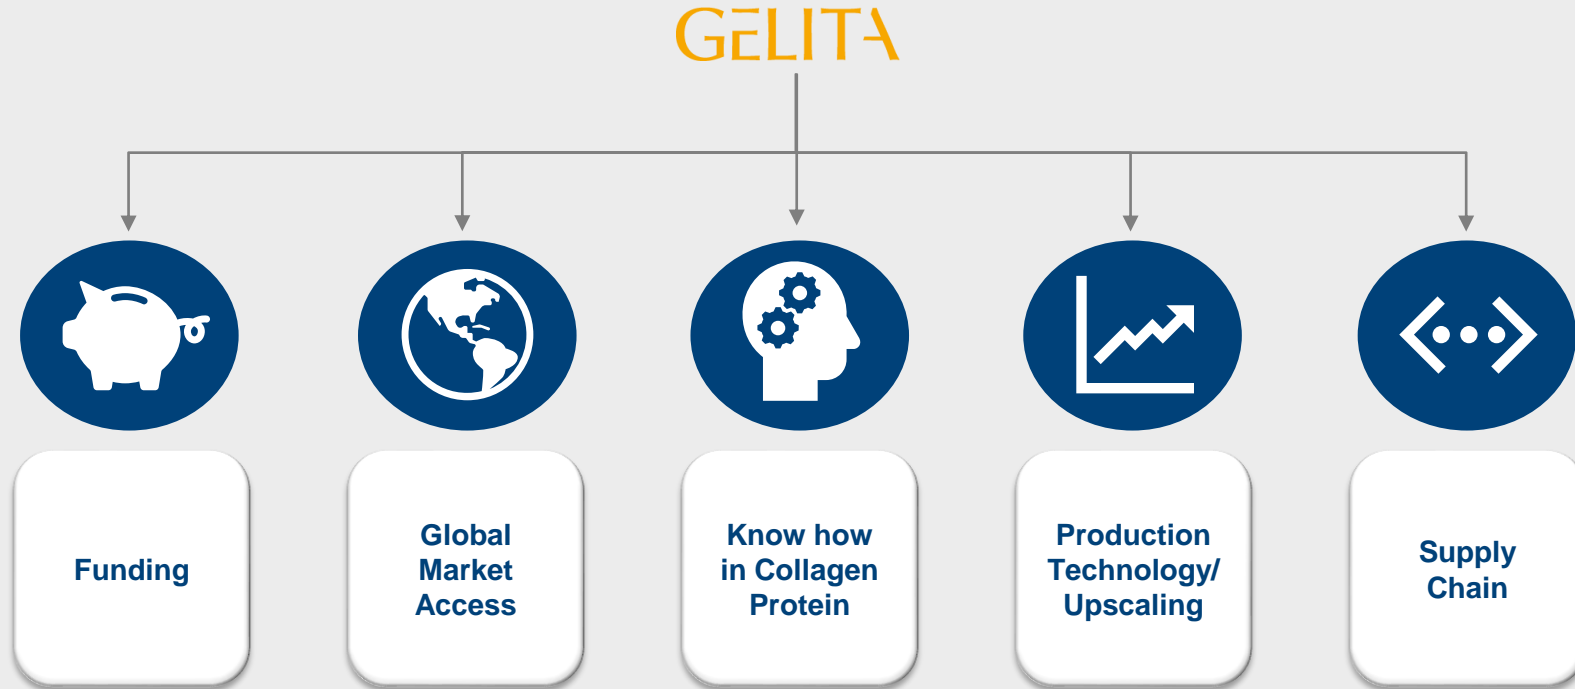 GELITA
Funding
Global
Market
Access
Know how
in Collagen
Protein
Production
Technology/
Upscaling
Supply
Chain